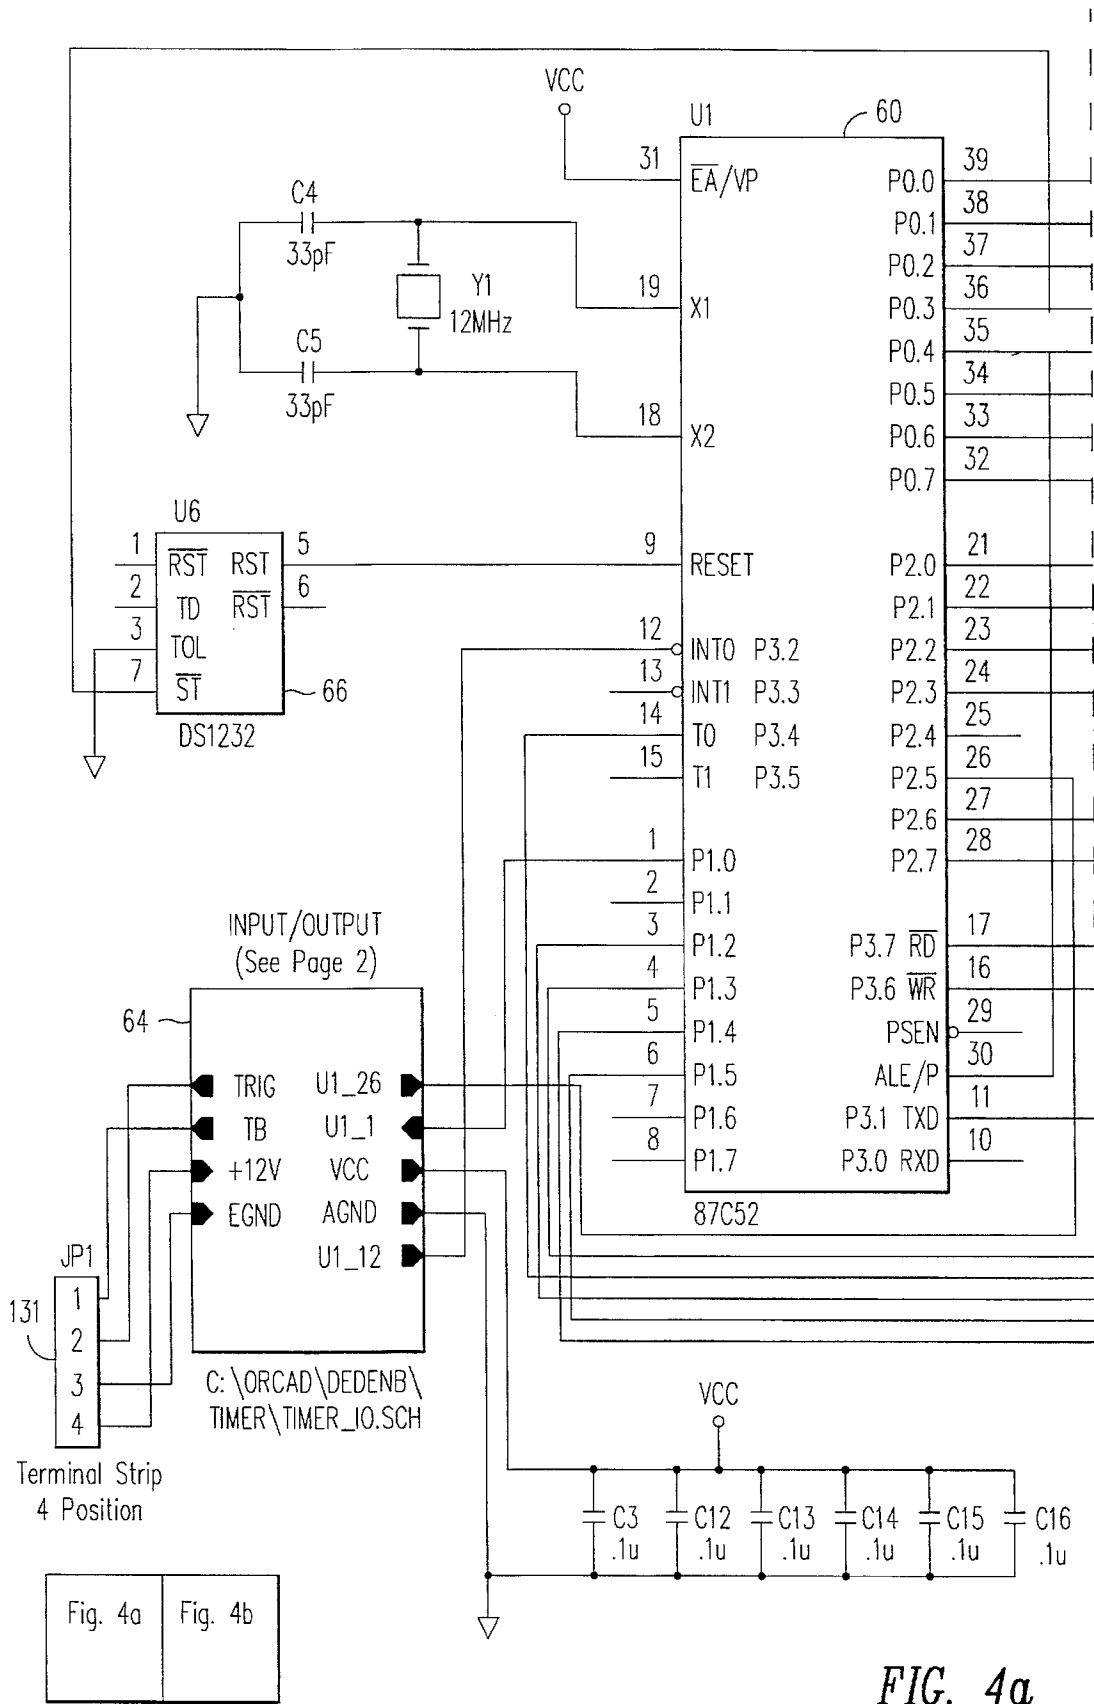 VCC
U1
60
31
E̅A̅/VP
P0.0
39
P0.1
38
P0.2
37
P0.3
36
P0.4
35
P0.5
34
P0.6
33
P0.7
32
C4
33pF
Y1
12MHz
C5
33pF
19
X1
18
X2
U6
1
R̅S̅T̅
RST
5
2
TD
R̅S̅T̅
6
3
TOL
7
S̅T̅
66
DS1232
9
RESET
12
INT0 P3.2
13
INT1 P3.3
14
T0 P3.4
15
T1 P3.5
P2.0
21
P2.1
22
P2.2
23
P2.3
24
P2.4
25
P2.5
26
P2.6
27
P2.7
28
1
P1.0
2
P1.1
3
P1.2
4
P1.3
5
P1.4
6
P1.5
7
P1.6
8
P1.7
P3.7 R̅D̅
17
P3.6 W̅R̅
16
PSEN
29
ALE/P
30
P3.1 TXD
11
P3.0 RXD
10
87C52
INPUT/OUTPUT
(See Page 2)
64
TRIG
U1_26
TB
U1_1
+12V
VCC
EGND
AGND
U1_12
JP1
131
1
2
3
4
C:\ORCAD\DEDENB\
TIMER\TIMER_IO.SCH
Terminal Strip
4 Position
VCC
C3
.1u
C12
.1u
C13
.1u
C14
.1u
C15
.1u
C16
.1u
Fig. 4a
Fig. 4b
FIG. 4a